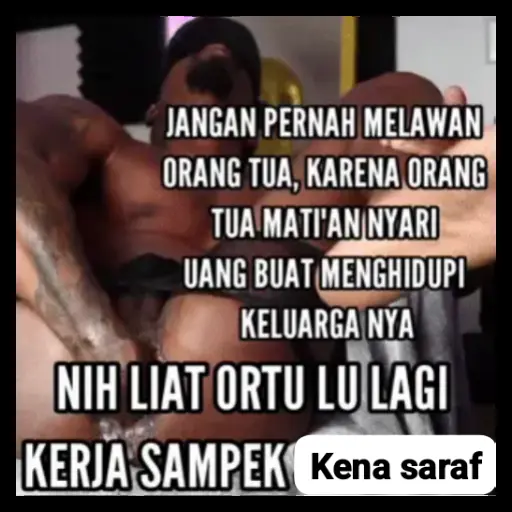 JANGAN PERNAH MELAWAN
ORANG TUA, KARENA ORANG
TUA MATI'AN NYARI
UANG BUAT MENGHIDUPI
KELUARGA NYA
NIH LIAT ORTU LU LAGI
KERJA SAMPEK Kena saraf